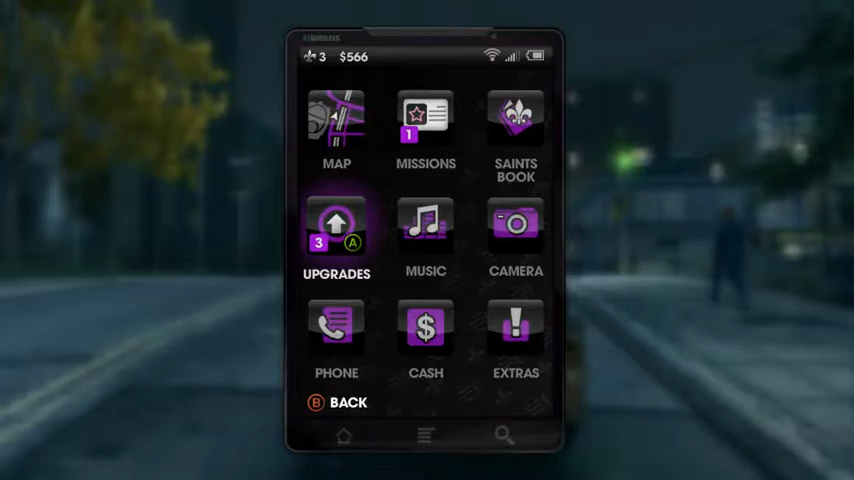 3 $566
MAP
1
MISSIONS
SAINTS
BOOK
3 A
UPGRADES
MUSIC
CAMERA
PHONE
$
CASH
!
EXTRAS
B BACK